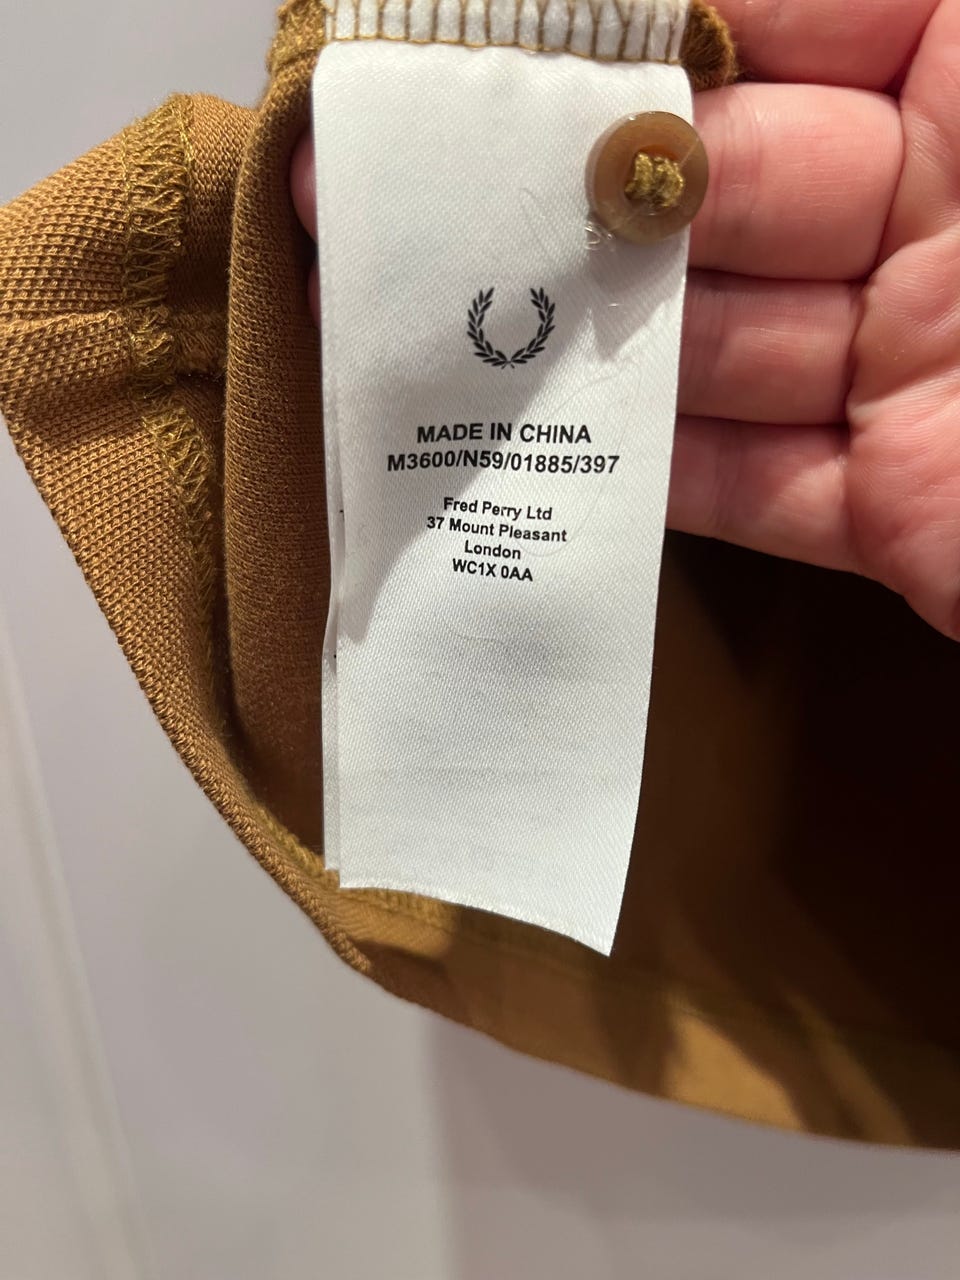 MADE IN CHINA
M3600/N59/01885/397
Fred Perry Ltd
37 Mount Pleasant
London
WC1X 0AA